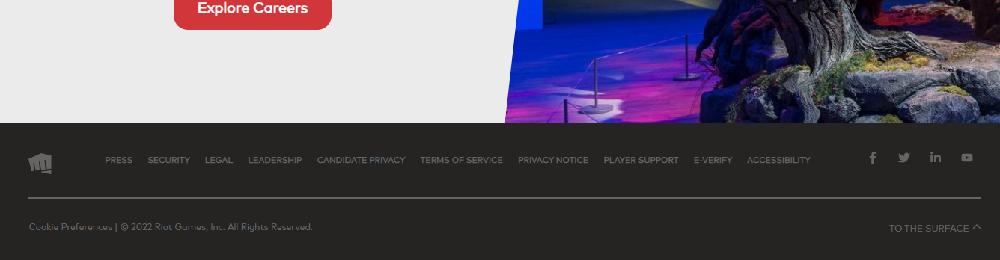 Explore Careers
PRESS SECURITY LEGAL LEADERSHIP CANDIDATE PRIVACY TERMS OF SERVICE PRIVACY NOTICE PLAYER SUPPORT E-VERIFY ACCESSIBILITY
Cookie Preferences | © 2022 Riot Games, Inc. All Rights Reserved.
TO THE SURFACE